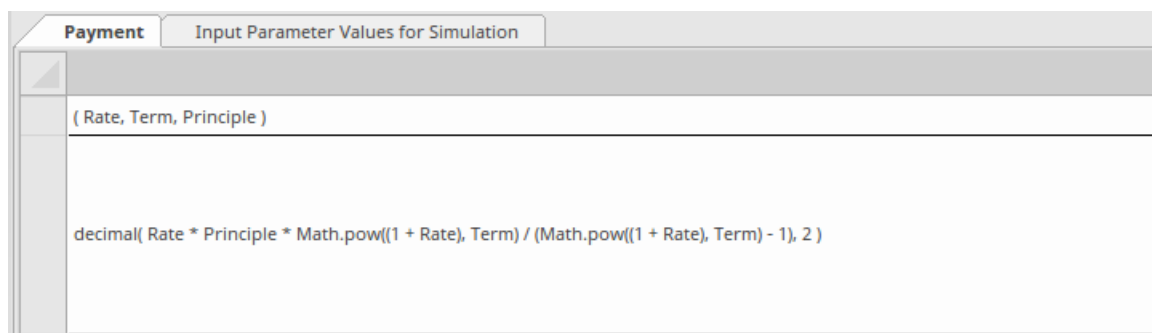 Payment Input Parameter Values for Simulation
( Rate, Term, Principle )
decimal( Rate * Principle * Math.pow((1 + Rate), Term) / (Math.pow((1 + Rate), Term) - 1), 2 )